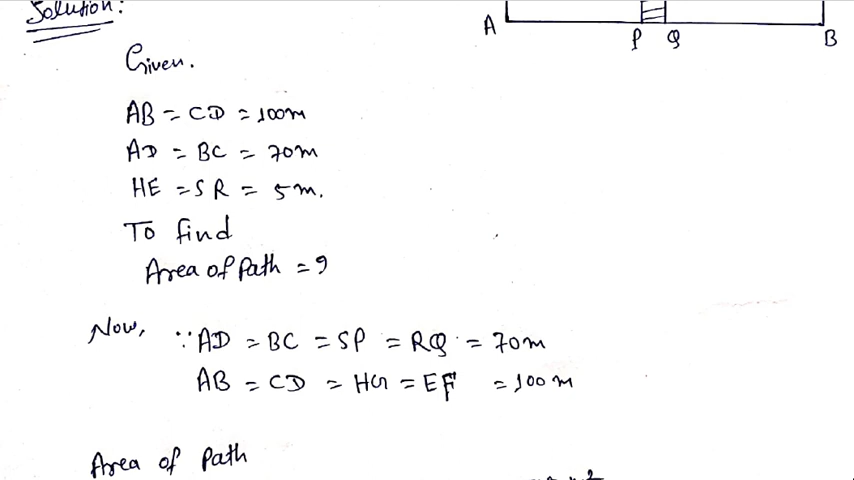 Solution:
A
P Q
B
Given.
AB = CD = 100m
AD = BC = 70m
HE = SR = 5m.
To find
Area of Path = ?
Now, ∵ AD = BC = SP = RQ = 70m
AB = CD = HG = EF = 100m
Area of Path